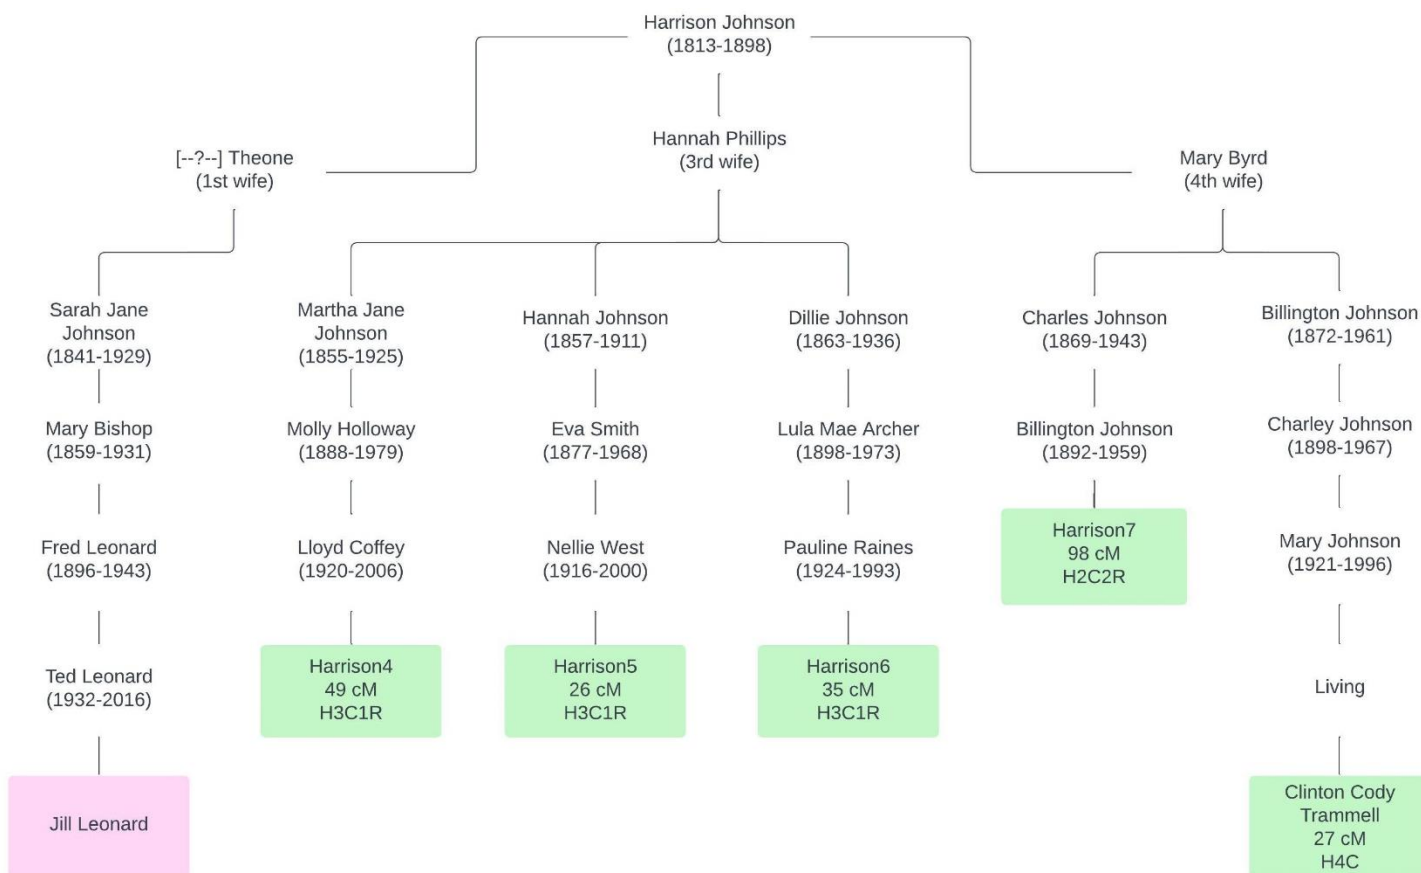 Harrison Johnson
(1813-1898)
[--?--] Theone
(1st wife)
Hannah Phillips
(3rd wife)
Mary Byrd
(4th wife)
Sarah Jane
Johnson
(1841-1929)
Martha Jane
Johnson
(1855-1925)
Hannah Johnson
(1857-1911)
Dillie Johnson
(1863-1936)
Charles Johnson
(1869-1943)
Billington Johnson
(1872-1961)
Mary Bishop
(1859-1931)
Molly Holloway
(1888-1979)
Eva Smith
(1877-1968)
Lula Mae Archer
(1898-1973)
Billington Johnson
(1892-1959)
Charley Johnson
(1898-1967)
Fred Leonard
(1896-1943)
Lloyd Coffey
(1920-2006)
Nellie West
(1916-2000)
Pauline Raines
(1924-1993)
Harrison7
98 cM
H2C2R
Mary Johnson
(1921-1996)
Ted Leonard
(1932-2016)
Harrison4
49 cM
H3C1R
Harrison5
26 cM
H3C1R
Harrison6
35 cM
H3C1R
Living
Jill Leonard
Clinton Cody
Trammell
27 cM
H4C